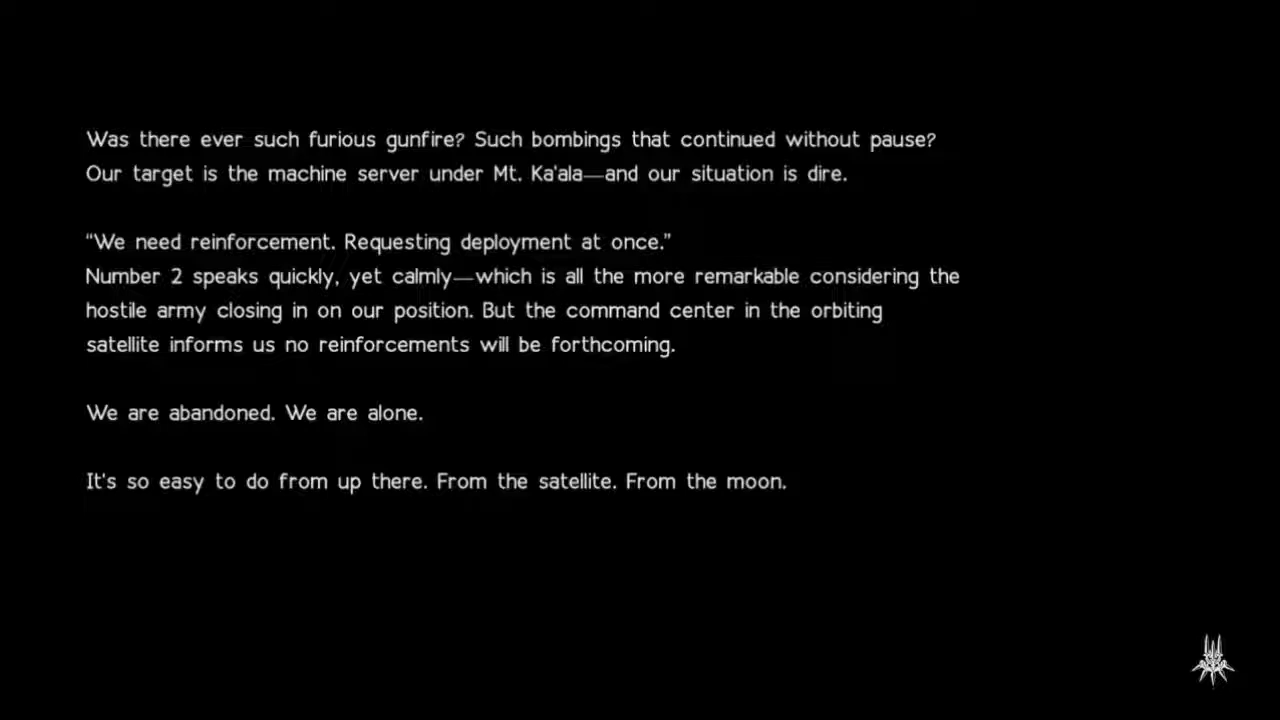 Was there ever such furious gunfire? Such bombings that continued without pause?
Our target is the machine server under Mt. Ka'ala—and our situation is dire.
“We need reinforcement. Requesting deployment at once.”
Number 2 speaks quickly, yet calmly—which is all the more remarkable considering the
hostile army closing in on our position. But the command center in the orbiting
satellite informs us no reinforcements will be forthcoming.
We are abandoned. We are alone.
It's so easy to do from up there. From the satellite. From the moon.